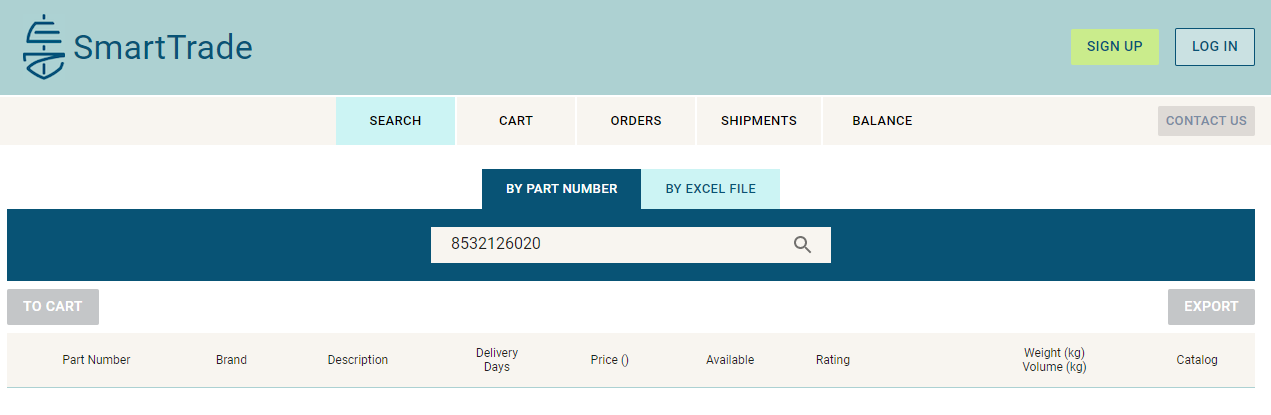 SmartTrade
SIGN UP
LOG IN
SEARCH
CART
ORDERS
SHIPMENTS
BALANCE
CONTACT US
BY PART NUMBER
BY EXCEL FILE
8532126020
TO CART
EXPORT
Part Number
Brand
Description
Delivery
Days
Price ()
Available
Rating
Weight (kg)
Volume (kg)
Catalog